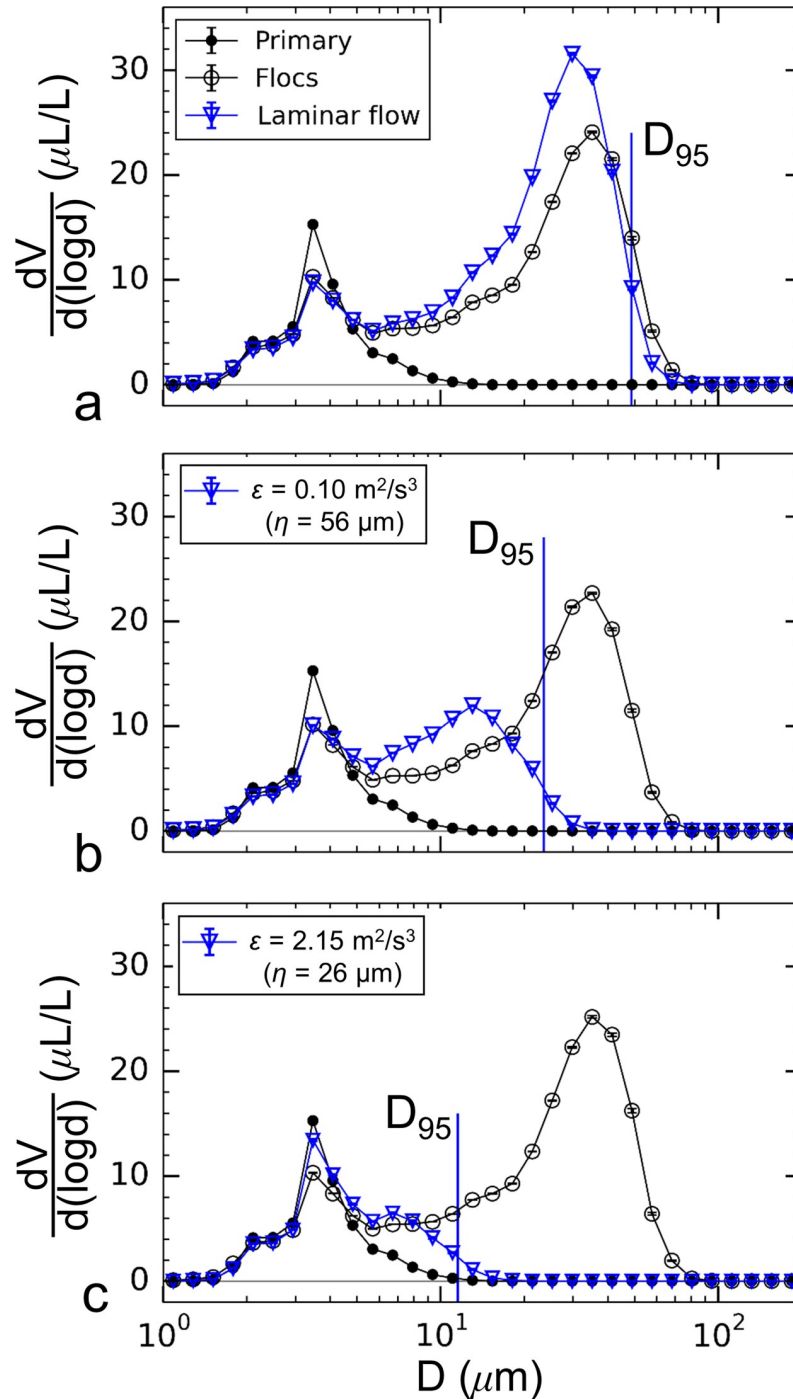 Primary
Flocs
Laminar flow
D95
dV
d(logd) (μL/L)
30
20
10
0
a
ε = 0.10 m²/s³
(η = 56 μm)
D95
dV
d(logd) (μL/L)
30
20
10
0
b
ε = 2.15 m²/s³
(η = 26 μm)
D95
dV
d(logd) (μL/L)
30
20
10
0
c
10⁰ 10¹ 10²
D (μm)